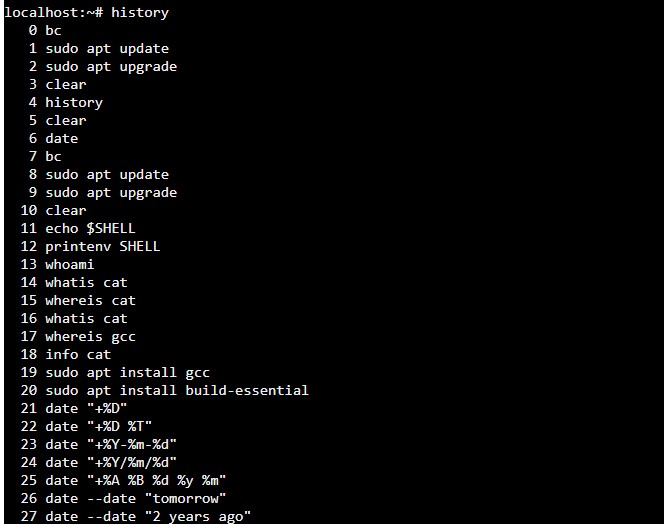 localhost:~# history
0 bc
1 sudo apt update
2 sudo apt upgrade
3 clear
4 history
5 clear
6 date
7 bc
8 sudo apt update
9 sudo apt upgrade
10 clear
11 echo $SHELL
12 printenv SHELL
13 whoami
14 whatis cat
15 whereis cat
16 whatis cat
17 whereis gcc
18 info cat
19 sudo apt install gcc
20 sudo apt install build-essential
21 date "+%D"
22 date "+%D %T"
23 date "+%Y-%m-%d"
24 date "+%Y/%m/%d"
25 date "+%A %B %d %y %m"
26 date --date "tomorrow"
27 date --date "2 years ago"